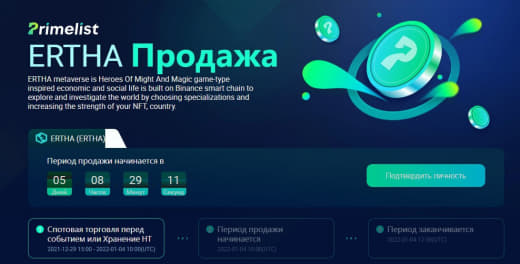 Primelist
ERTHA Продажа
ERTHA metaverse is Heroes Of Might And Magic game-type
inspired economic and social life is built on Binance smart chain to
explore and investigate the world by choosing specializations and
increasing the strength of your NFT, country.
ERTHA (ERTHA)
Период продажи начинается в
05 08 29 11
Дней Часов Минут Секунд
Подтвердить личность
Спотовая торговля перед
событием или Хранение HT
2021-12-29 15:00 - 2022-01-04 10:00(UTC)
Период продажи
начинается
2022-01-04 10:00(UTC)
Период заканчивается
2022-01-04 12:00(UTC)